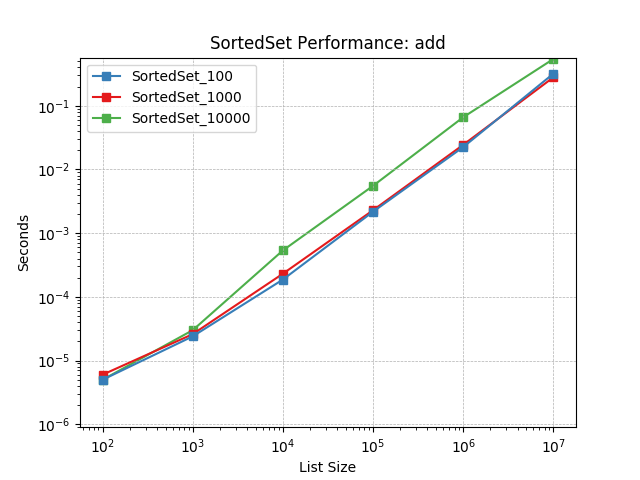 SortedSet Performance: add
SortedSet_100
SortedSet_1000
SortedSet_10000
Seconds
10⁻¹
10⁻²
10⁻³
10⁻⁴
10⁻⁵
10⁻⁶
10² 10³ 10⁴ 10⁵ 10⁶ 10⁷
List Size